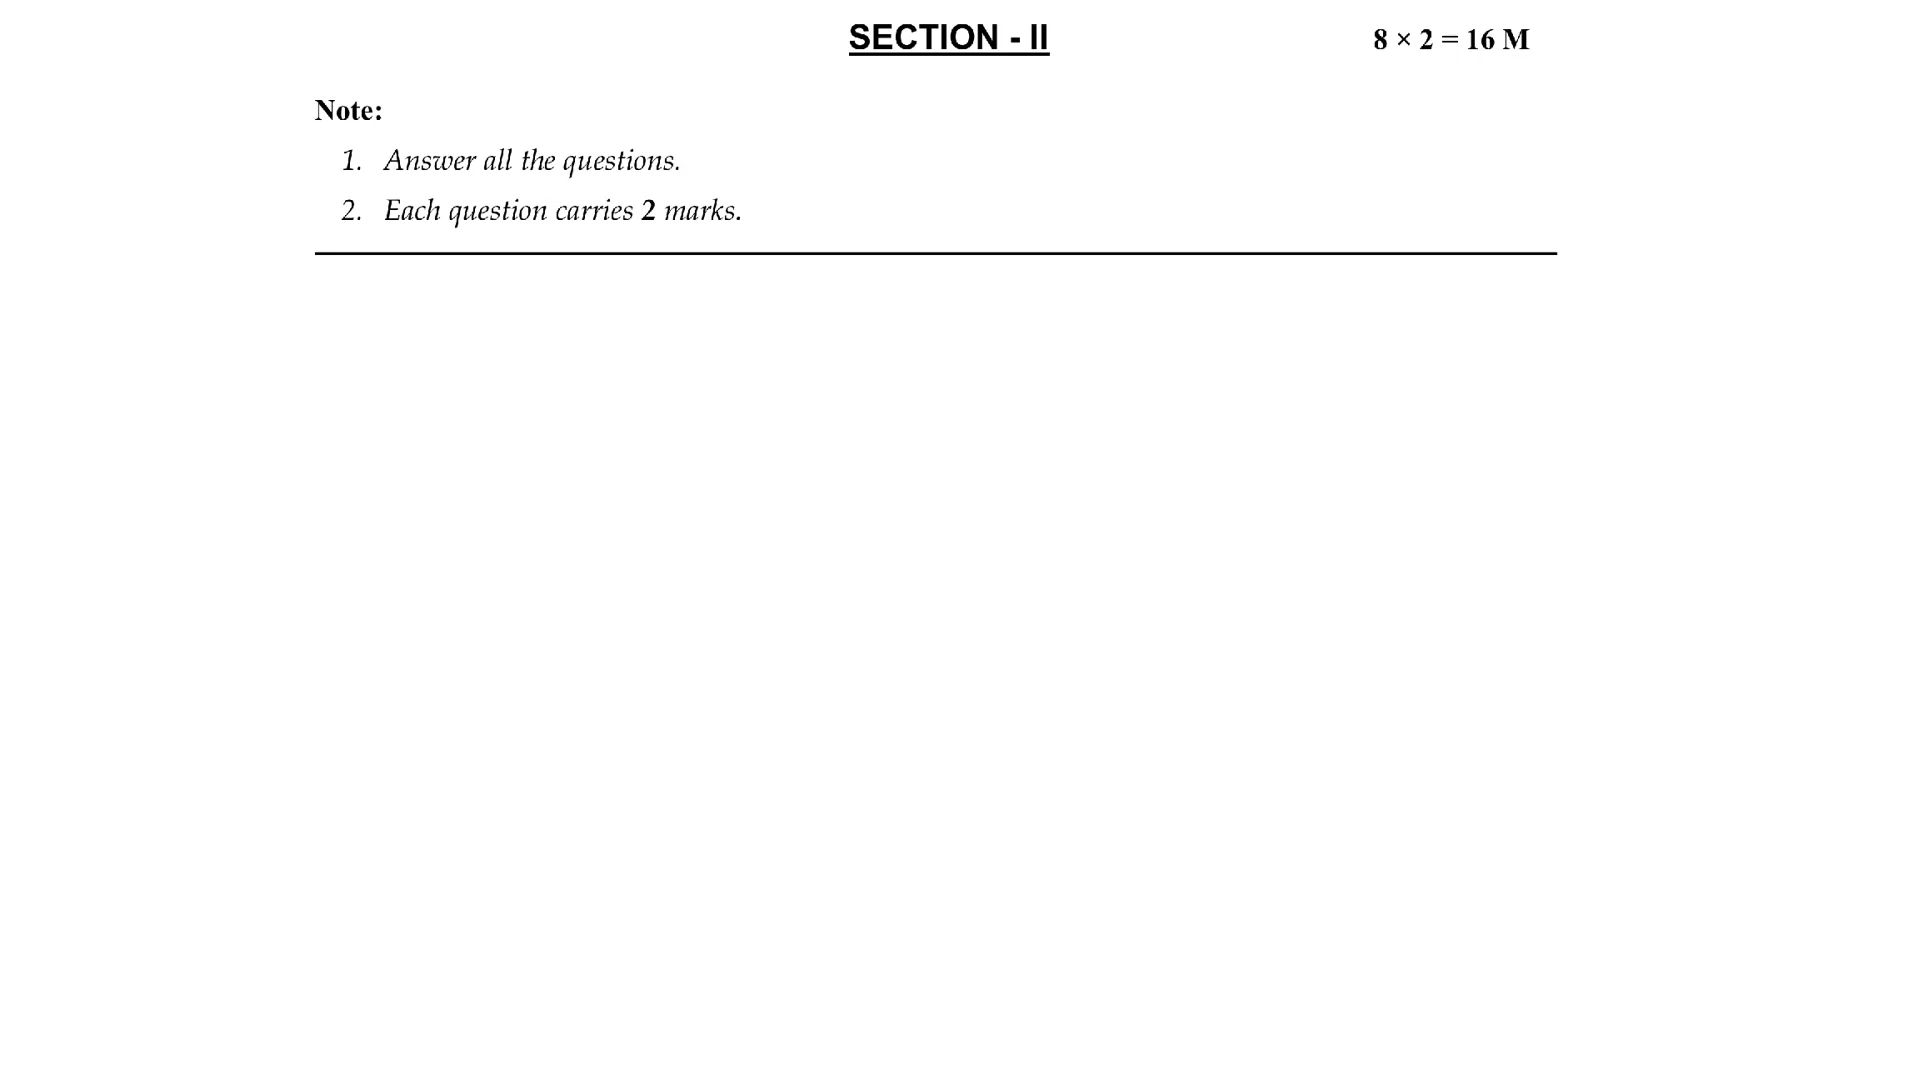 SECTION - II 8 × 2 = 16 M
Note:
1. Answer all the questions.
2. Each question carries 2 marks.